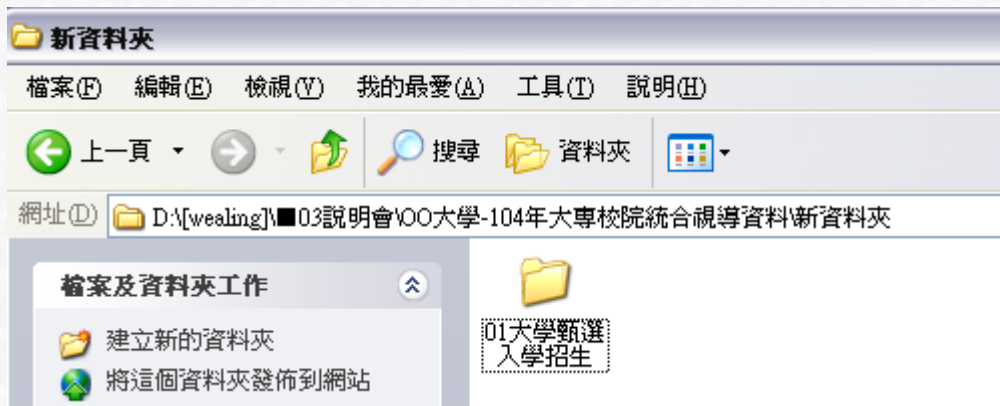 新資料夾
檔案(F) 編輯(E) 檢視(V) 我的最愛(A) 工具(T) 說明(H)
上一頁 搜尋 資料夾
網址(D) D:\[wealing]\■03說明會\OO大學-104年大專校院統合視導資料\新資料夾
檔案及資料夾工作
建立新的資料夾
將這個資料夾發佈到網站
01大學甄選
入學招生